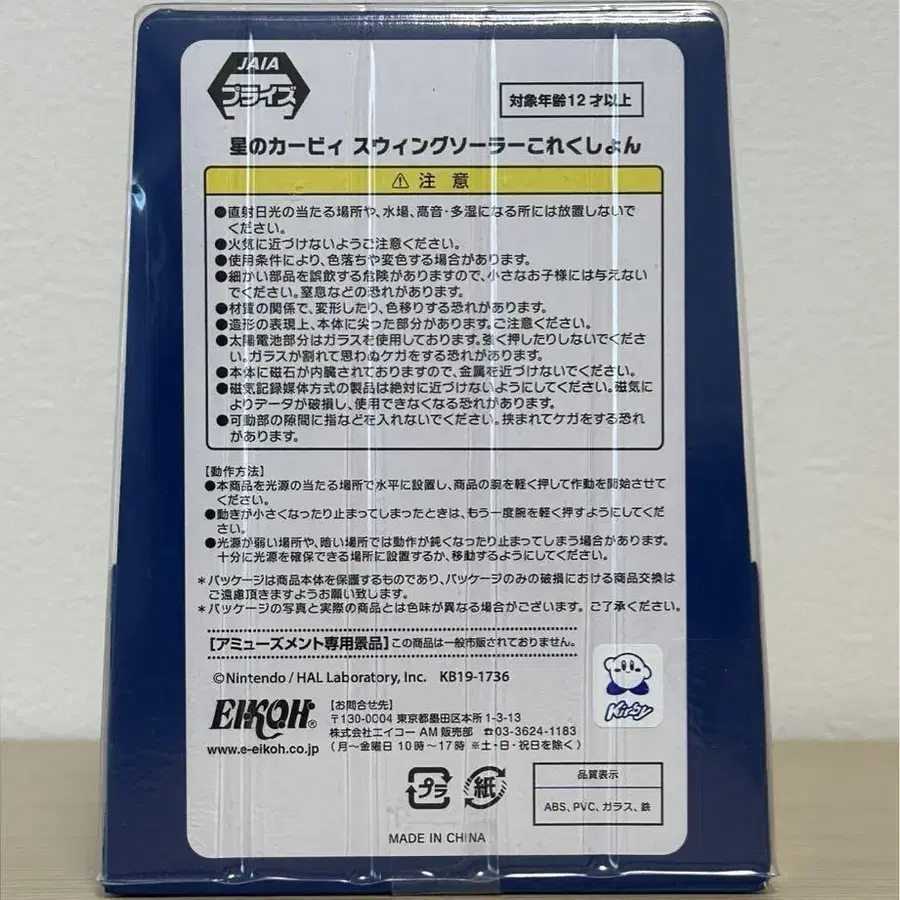 JAIA
プライズ
対象年齢12才以上
星のカービィ スウィングソーラーこれくしょん
⚠注意
●直射日光の当たる場所や、水場、高音・多湿になる所には放置しないで
ください。
●火気に近づけないようご注意ください。
●使用条件により、色落ちや変色する場合があります。
●細かい部品を誤飲する危険がありますので、小さなお子様には与えない
でください。窒息などの恐れがあります。
●材質の関係で、変形したり、色移りする恐れがあります。
●造形の表現上、本体に尖った部分があります。ご注意ください。
●太陽電池部分はガラスを使用しております。強く押したりしないでくださ
い。ガラスが割れて思わぬケガをする恐れがあります。
●本体に磁石が内臓されておりますので、金属を近づけないでください。
●磁気記録媒体方式の製品は絶対に近づけないようにしてください。磁気に
よりデータが破損し、使用できなくなる恐れがあります。
●可動部の隙間に指などを入れないでください。挟まれてケガをする恐れ
があります。
【動作方法】
●本商品を光源の当たる場所で水平に設置し、商品の腕を軽く押して作動を開始させて
ください。
●動きが小さくなったり止まってしまったときは、もう一度腕を軽く押すようにしてくだ
さい。
●光源が弱い場所や、暗い場所では動作が鈍くなったり止まってしまう場合があります。
十分に光源を確保できる場所に設置するか、移動するようにしてください。
＊パッケージは商品本体を保護するものであり、パッケージのみの破損における商品交換は
ご遠慮頂きますようお願い致します。
＊パッケージの写真と実際の商品とは色味が異なる場合がございます。ご了承ください。
【アミューズメント専用景品】この商品は一般市販されておりません。
©Nintendo / HAL Laboratory, Inc. KB19-1736
Kirby
EIKOH®
www.e-eikoh.co.jp
【お問合せ先】
〒130-0004 東京都墨田区本所1-3-13
株式会社エイコー AM販売部 ☎03-3624-1183
(月〜金曜日 10時〜17時 ※土・日・祝日を除く)
プラ
紙
品質表示
ABS、PVC、ガラス、鉄
MADE IN CHINA